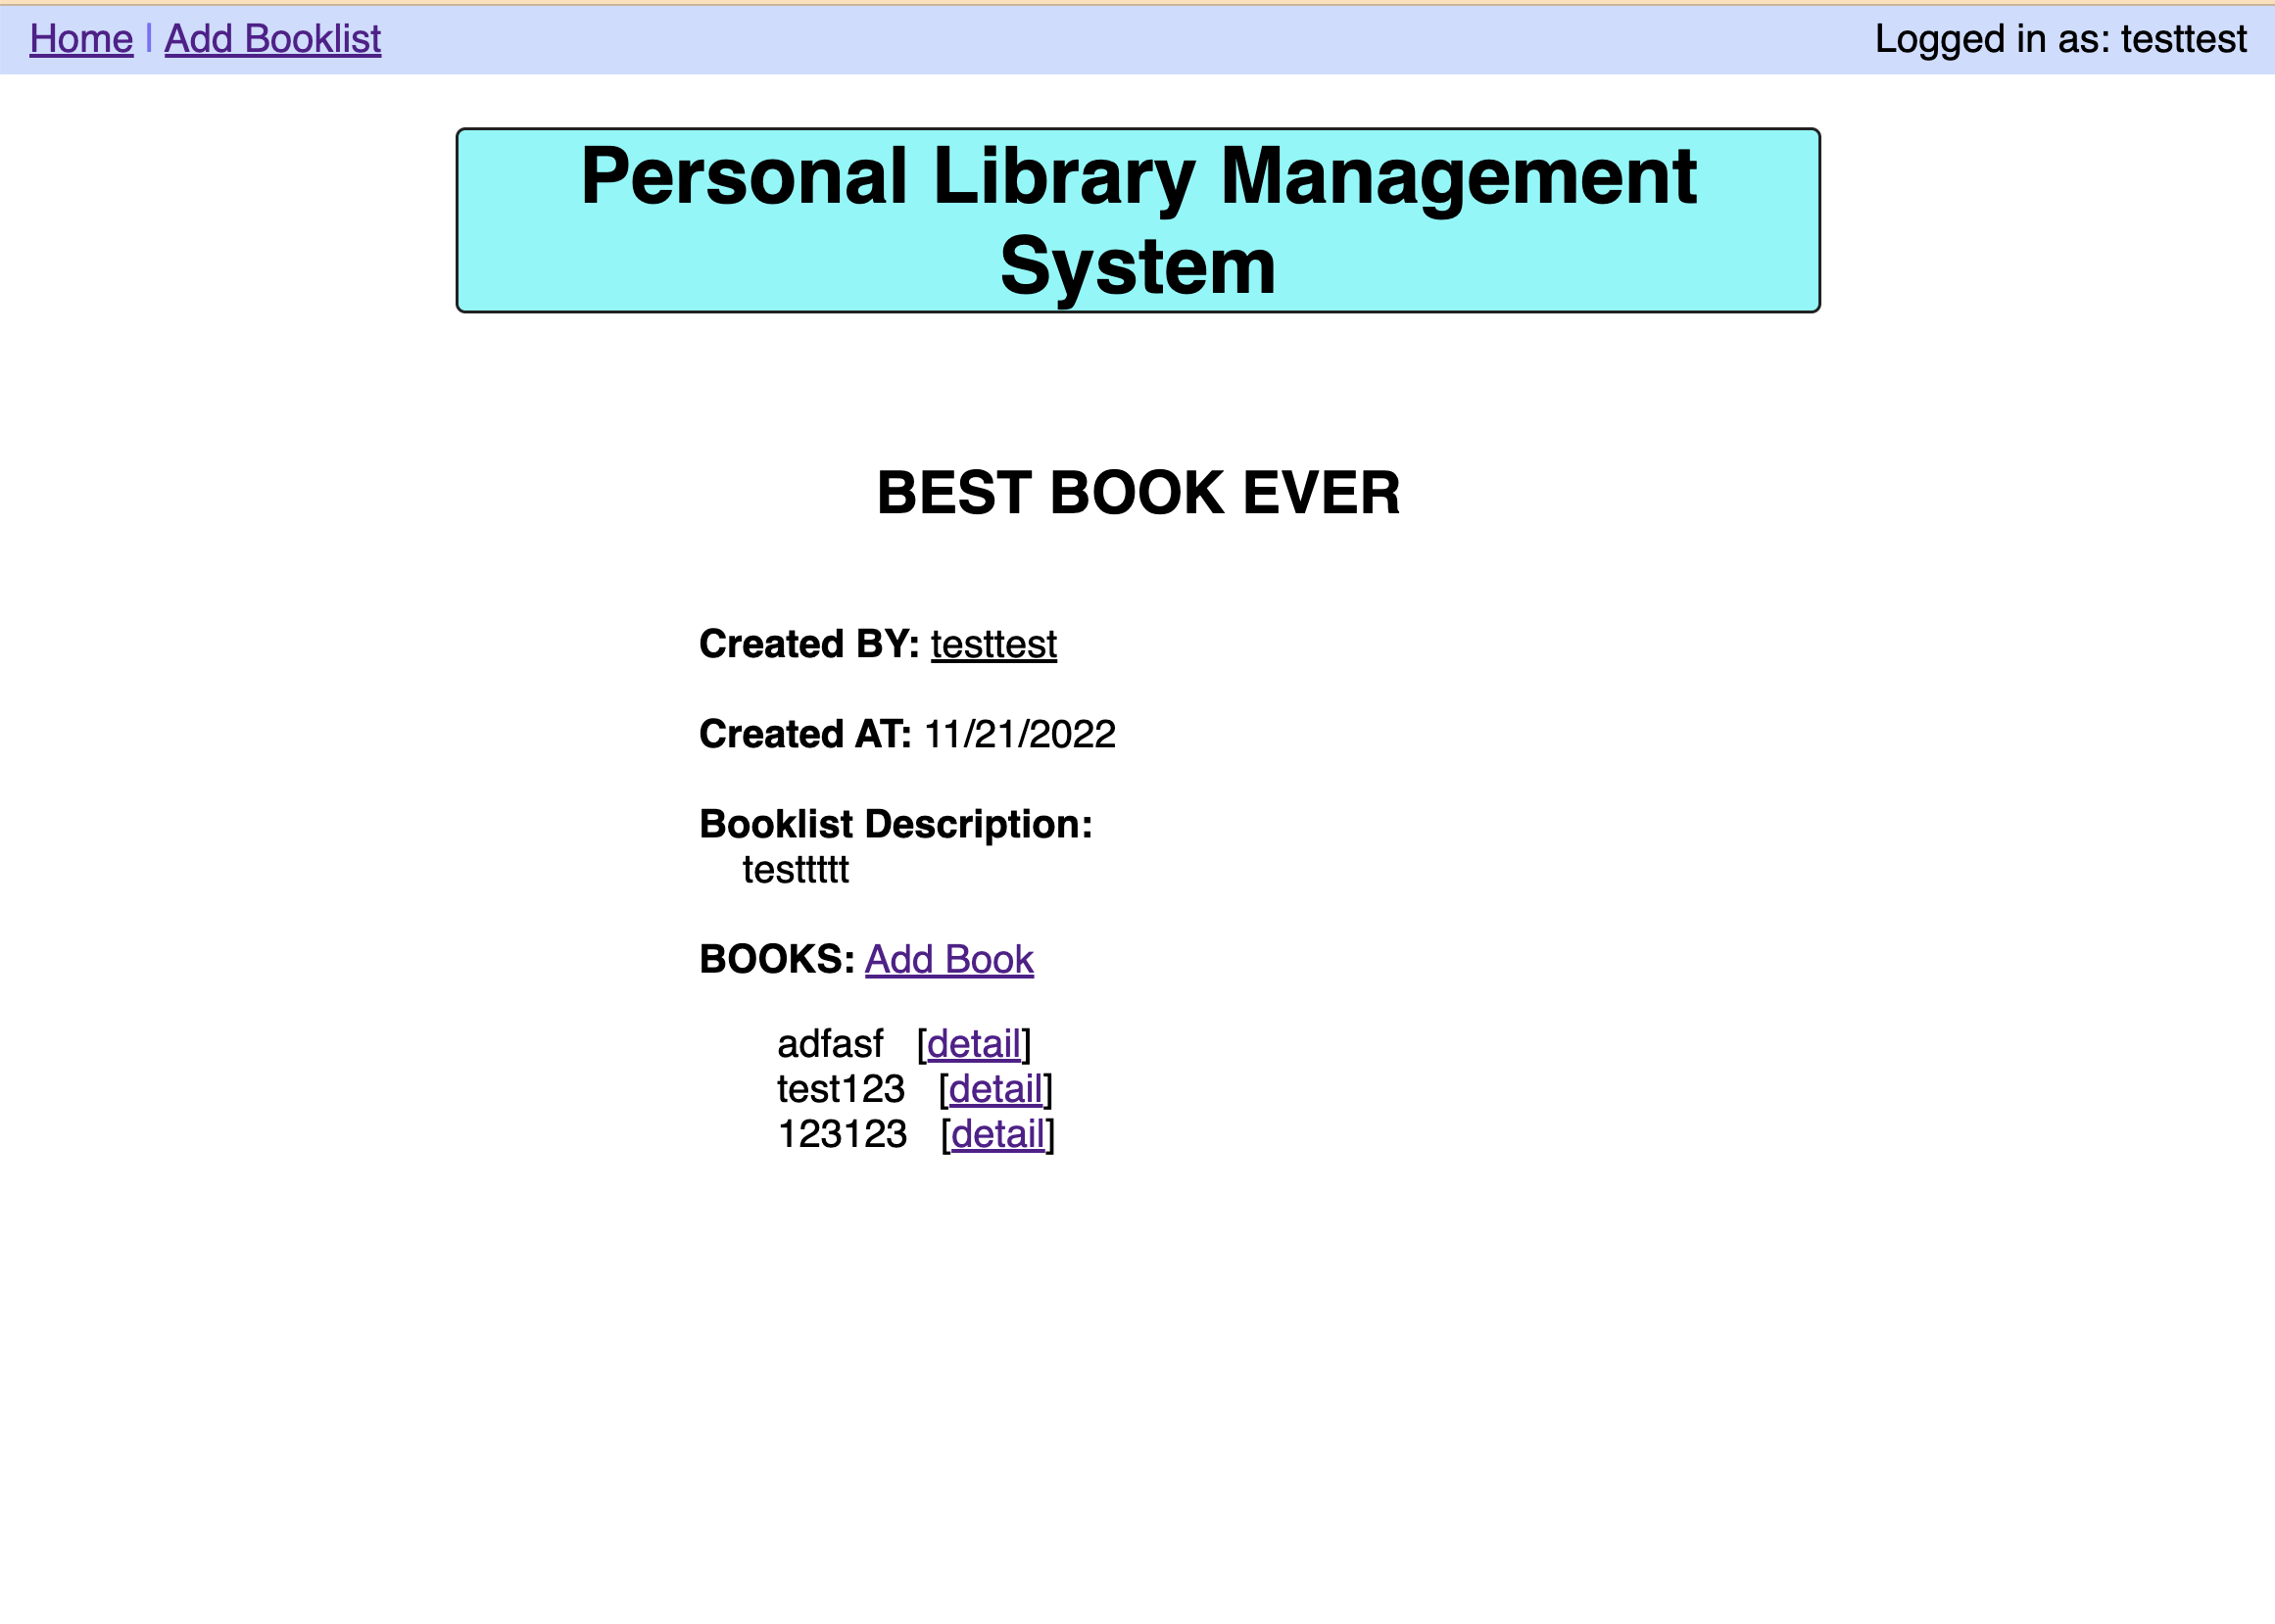 Home | Add Booklist
Logged in as: testtest
Personal Library Management
System
BEST BOOK EVER
Created BY: testtest
Created AT: 11/21/2022
Booklist Description:
testtttt
BOOKS: Add Book
adfasf [detail]
test123 [detail]
123123 [detail]